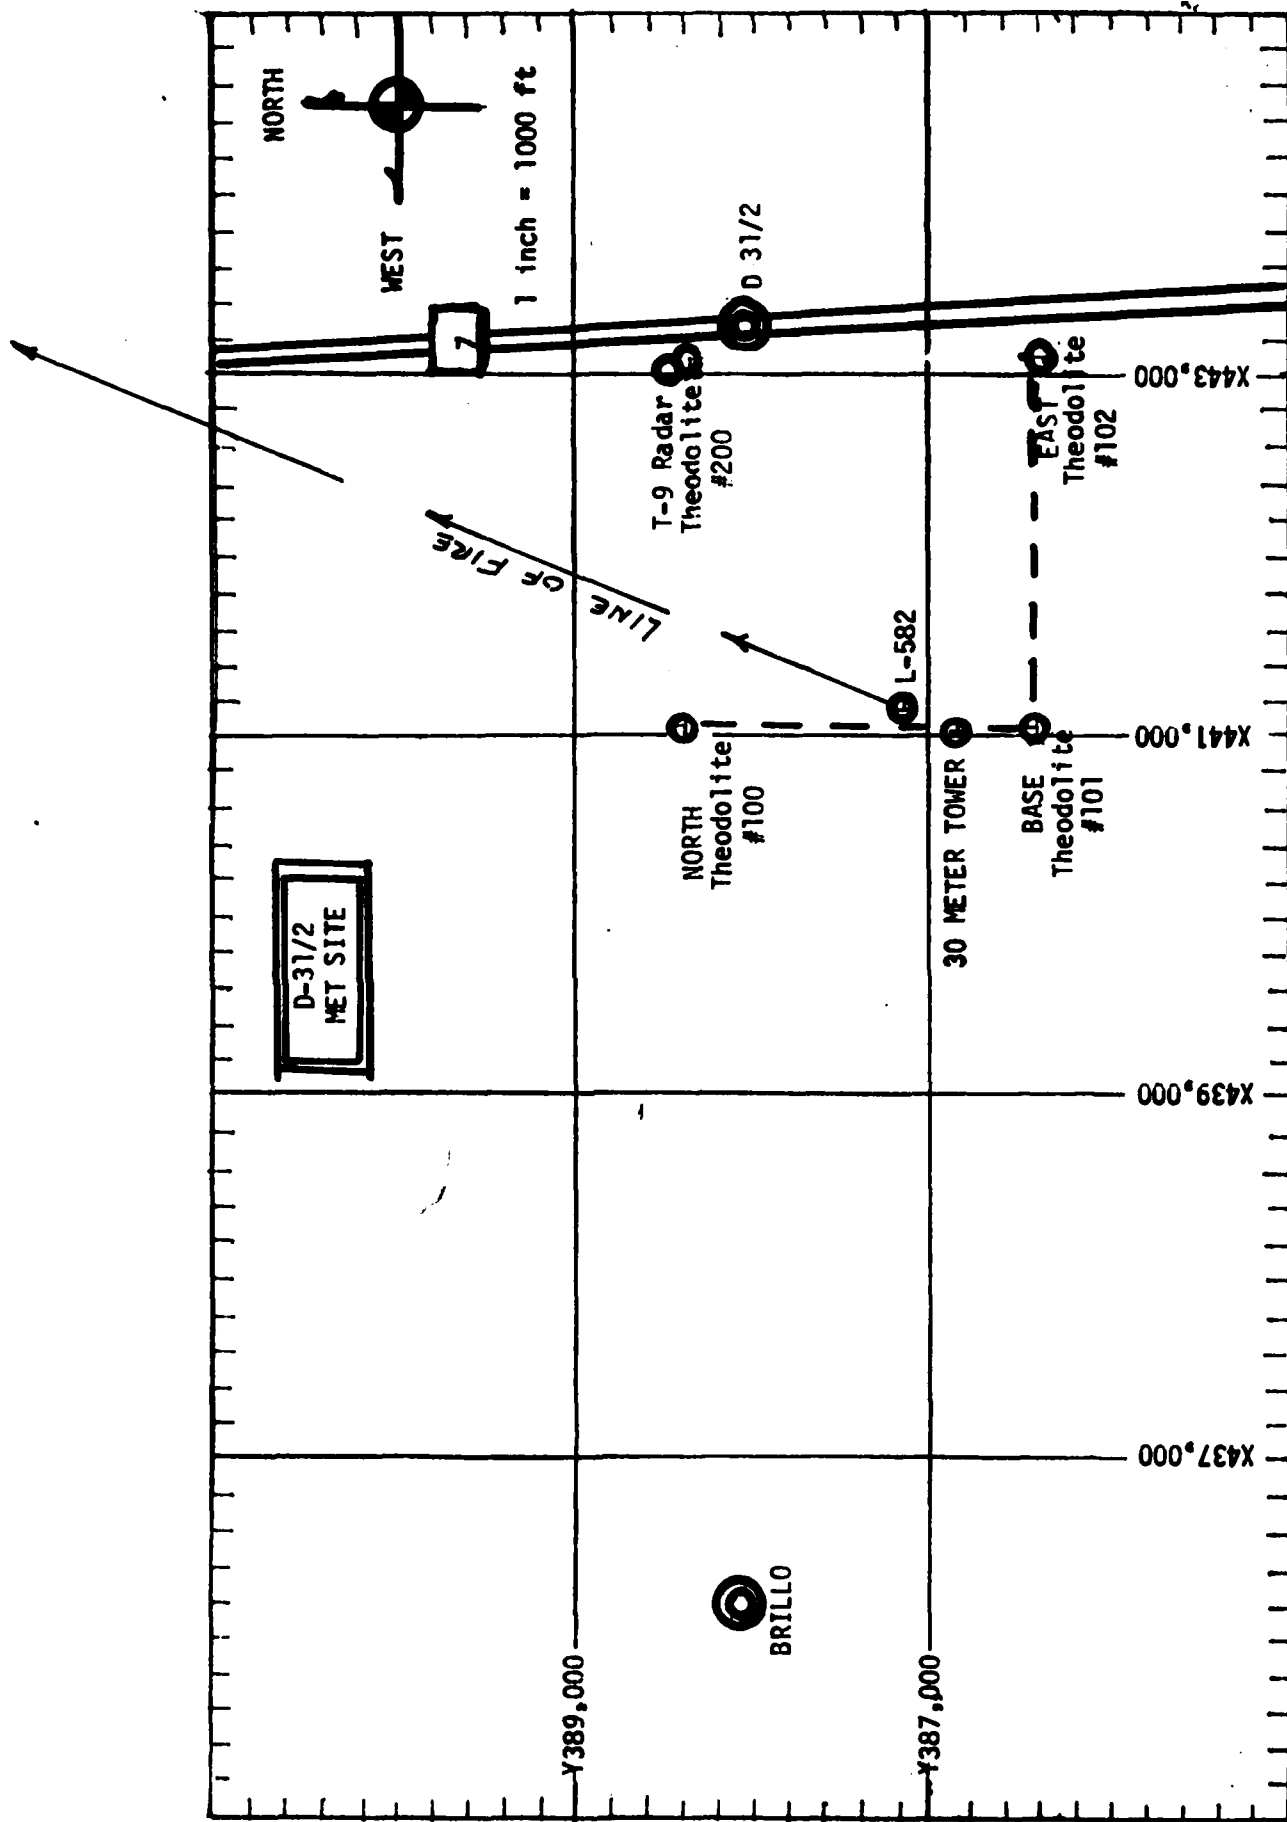 D-31/2
MET SITE
NORTH
WEST
1 inch = 1000 ft
7
LINE OF FIRE
Y389,000
T-9 Radar
Theodolite
#200
D 31/2
BRILLO
NORTH
Theodolite
#100
L-582
Y387,000
30 METER TOWER
BASE
Theodolite
#101
EAST
Theodolite
#102
X437,000
X439,000
X441,000
X443,000